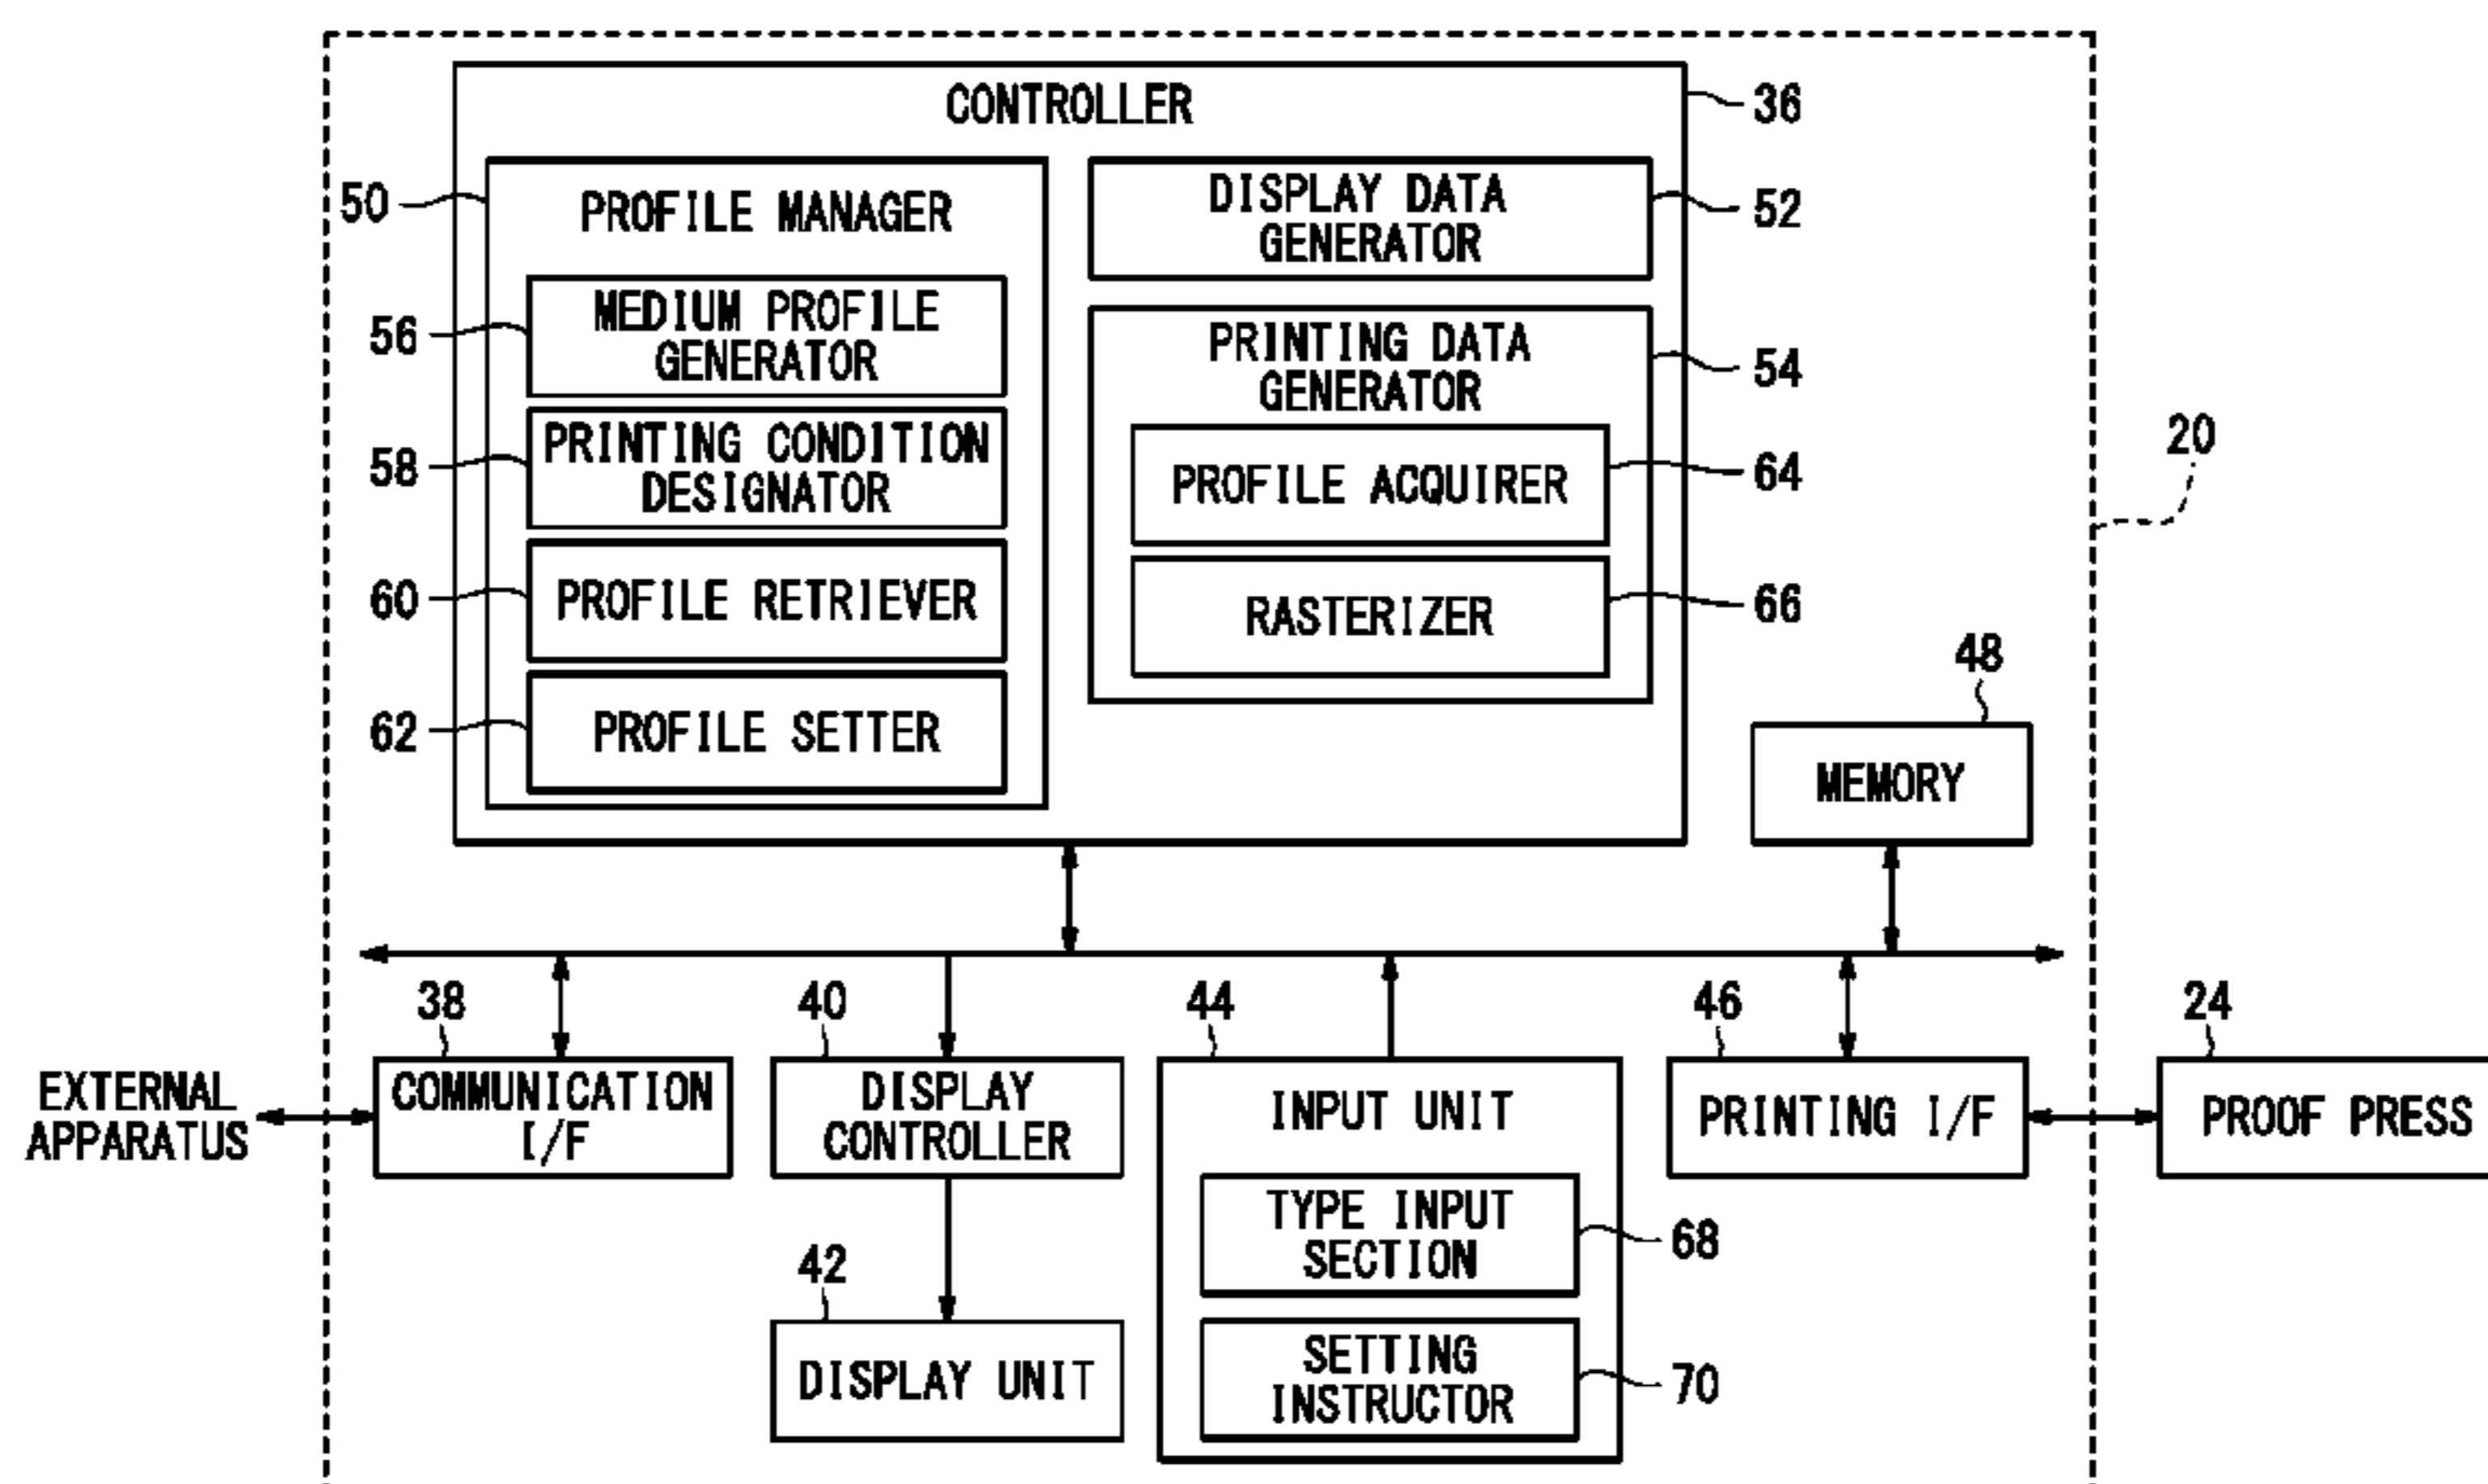 CONTROLLER
36
50
PROFILE MANAGER
DISPLAY DATA
GENERATOR
52
56
MEDIUM PROFILE
GENERATOR
PRINTING DATA
GENERATOR
54
58
PRINTING CONDITION
DESIGNATOR
PROFILE ACQUIRER
64
20
60
PROFILE RETRIEVER
RASTERIZER
66
62
PROFILE SETTER
48
MEMORY
38
40
44
46
24
EXTERNAL
APPARATUS
COMMUNICATION
I/F
DISPLAY
CONTROLLER
INPUT UNIT
PRINTING I/F
PROOF PRESS
TYPE INPUT
SECTION
68
42
DISPLAY UNIT
SETTING
INSTRUCTOR
70